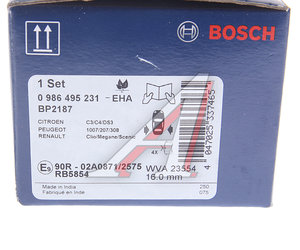 BOSCH
1 Set
0 986 495 231 - EHA
BP2187
CITROEN C3/C4/DS3
PEUGEOT 1007/207/308
RENAULT Clio/Megane/Scenic
E9 90R - 02A0871/2575 WVA 23554
RB5854 16.0 mm
4X
Made in India
Fabriqué en Inde
250
075
4 047025 337465